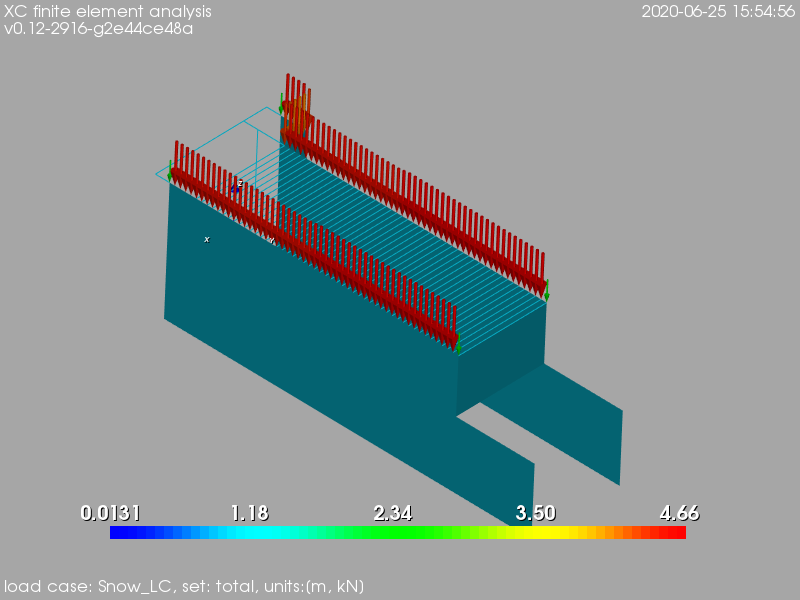 XC finite element analysis
v0.12-2916-g2e44ce48a
2020-06-25 15:54:56
z
x
Y
0.0131 1.18 2.34 3.50 4.66
load case: Snow_LC, set: total, units:[m, kN]